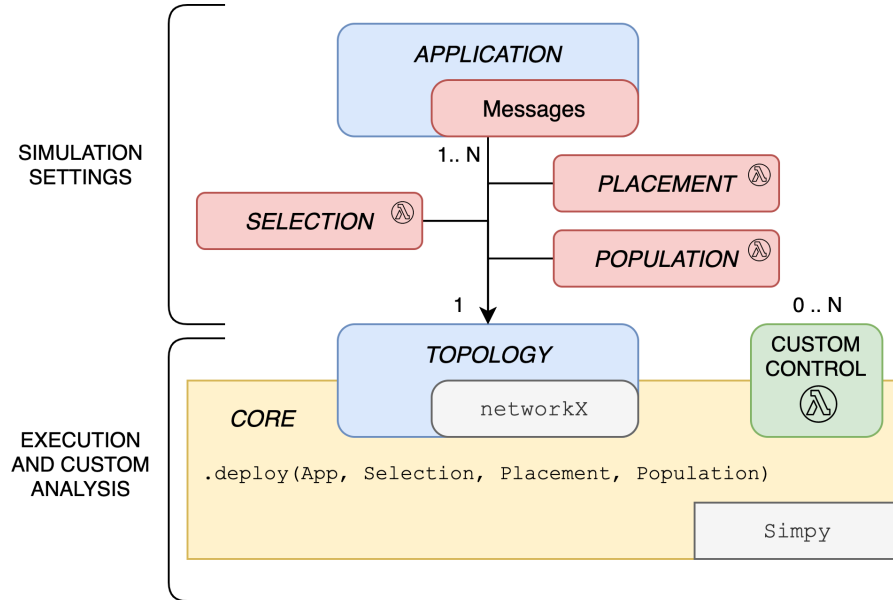 APPLICATION
Messages
SIMULATION
SETTINGS
1.. N
PLACEMENT
SELECTION
POPULATION
1
0 .. N
TOPOLOGY
networkX
CUSTOM
CONTROL
CORE
EXECUTION
AND CUSTOM
ANALYSIS
.deploy(App, Selection, Placement, Population)
Simpy